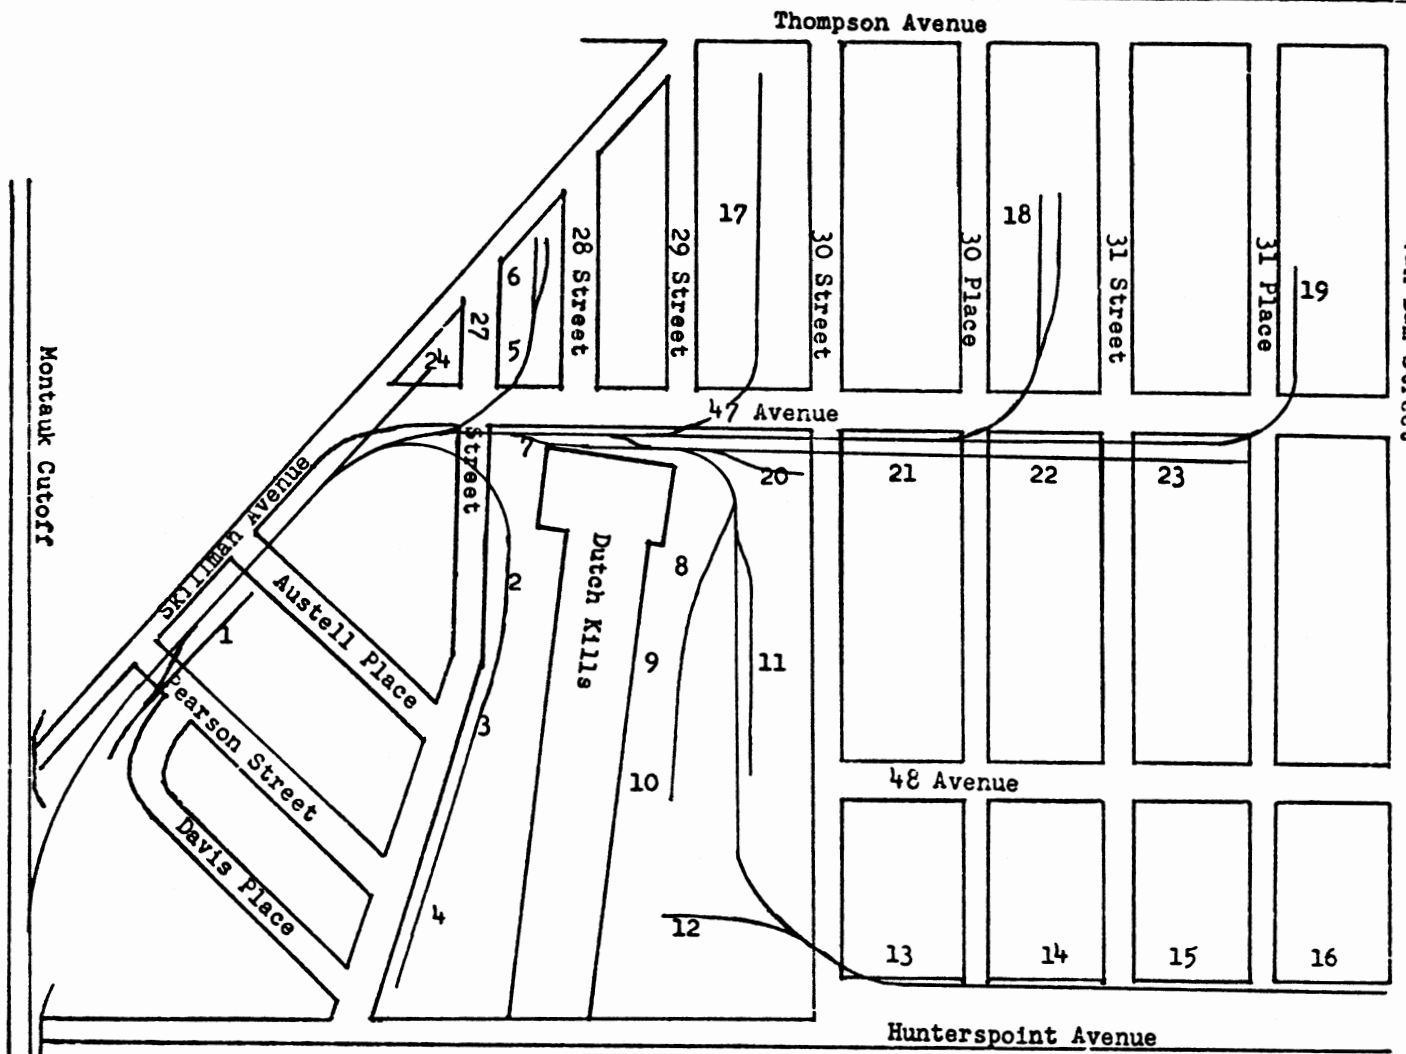 Thompson Avenue
17
18
6
28 Street
29 Street
30 Street
30 Place
31 Street
31 Place
19
27
Street
5
24
Montauk Cutoff
47 Avenue
7
20
21
22
23
Skillman Avenue
8
2
Dutch Kills
Austell Place
1
9
11
Pearson Street
3
10
48 Avenue
Davis Place
4
12
13
14
15
16
Hunterspoint Avenue